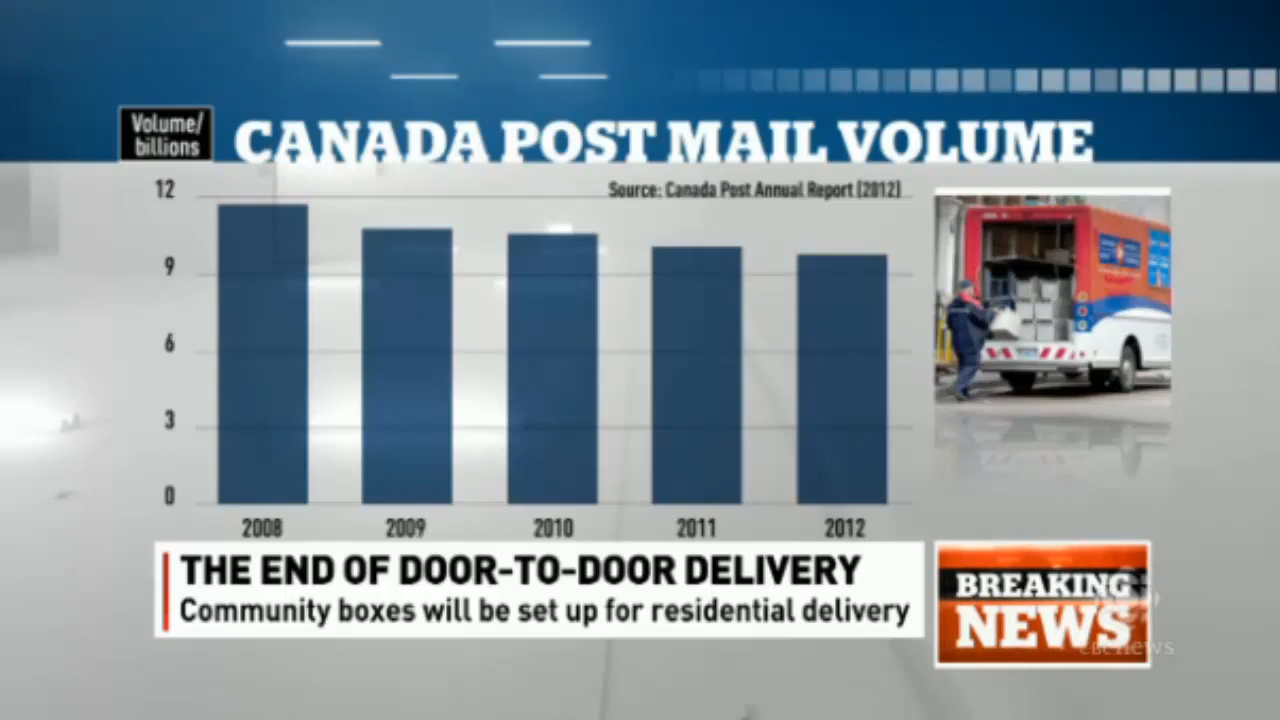 Volume/
billions
CANADA POST MAIL VOLUME
Source: Canada Post Annual Report (2012)
12
9
6
3
0
2008
2009
2010
2011
2012
THE END OF DOOR-TO-DOOR DELIVERY
Community boxes will be set up for residential delivery
BREAKING
NEWS
cbcnews